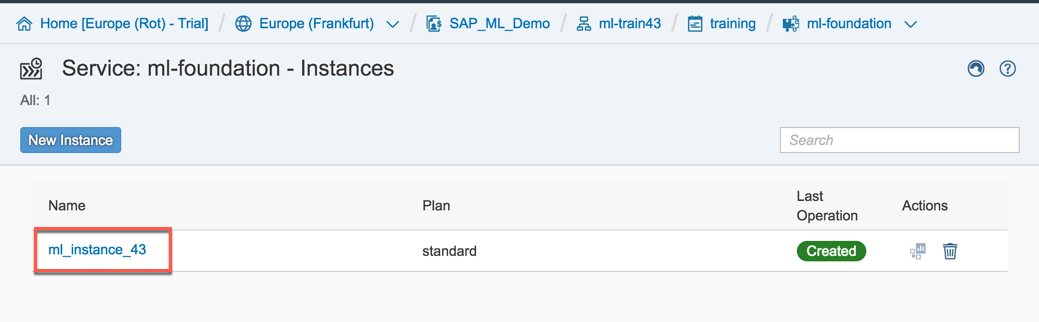 Home [Europe (Rot) - Trial] / Europe (Frankfurt) / SAP_ML_Demo / ml-train43 / training / ml-foundation
Service: ml-foundation - Instances
All: 1
New Instance
Search
Name Plan Last Operation Actions
ml_instance_43 standard Created